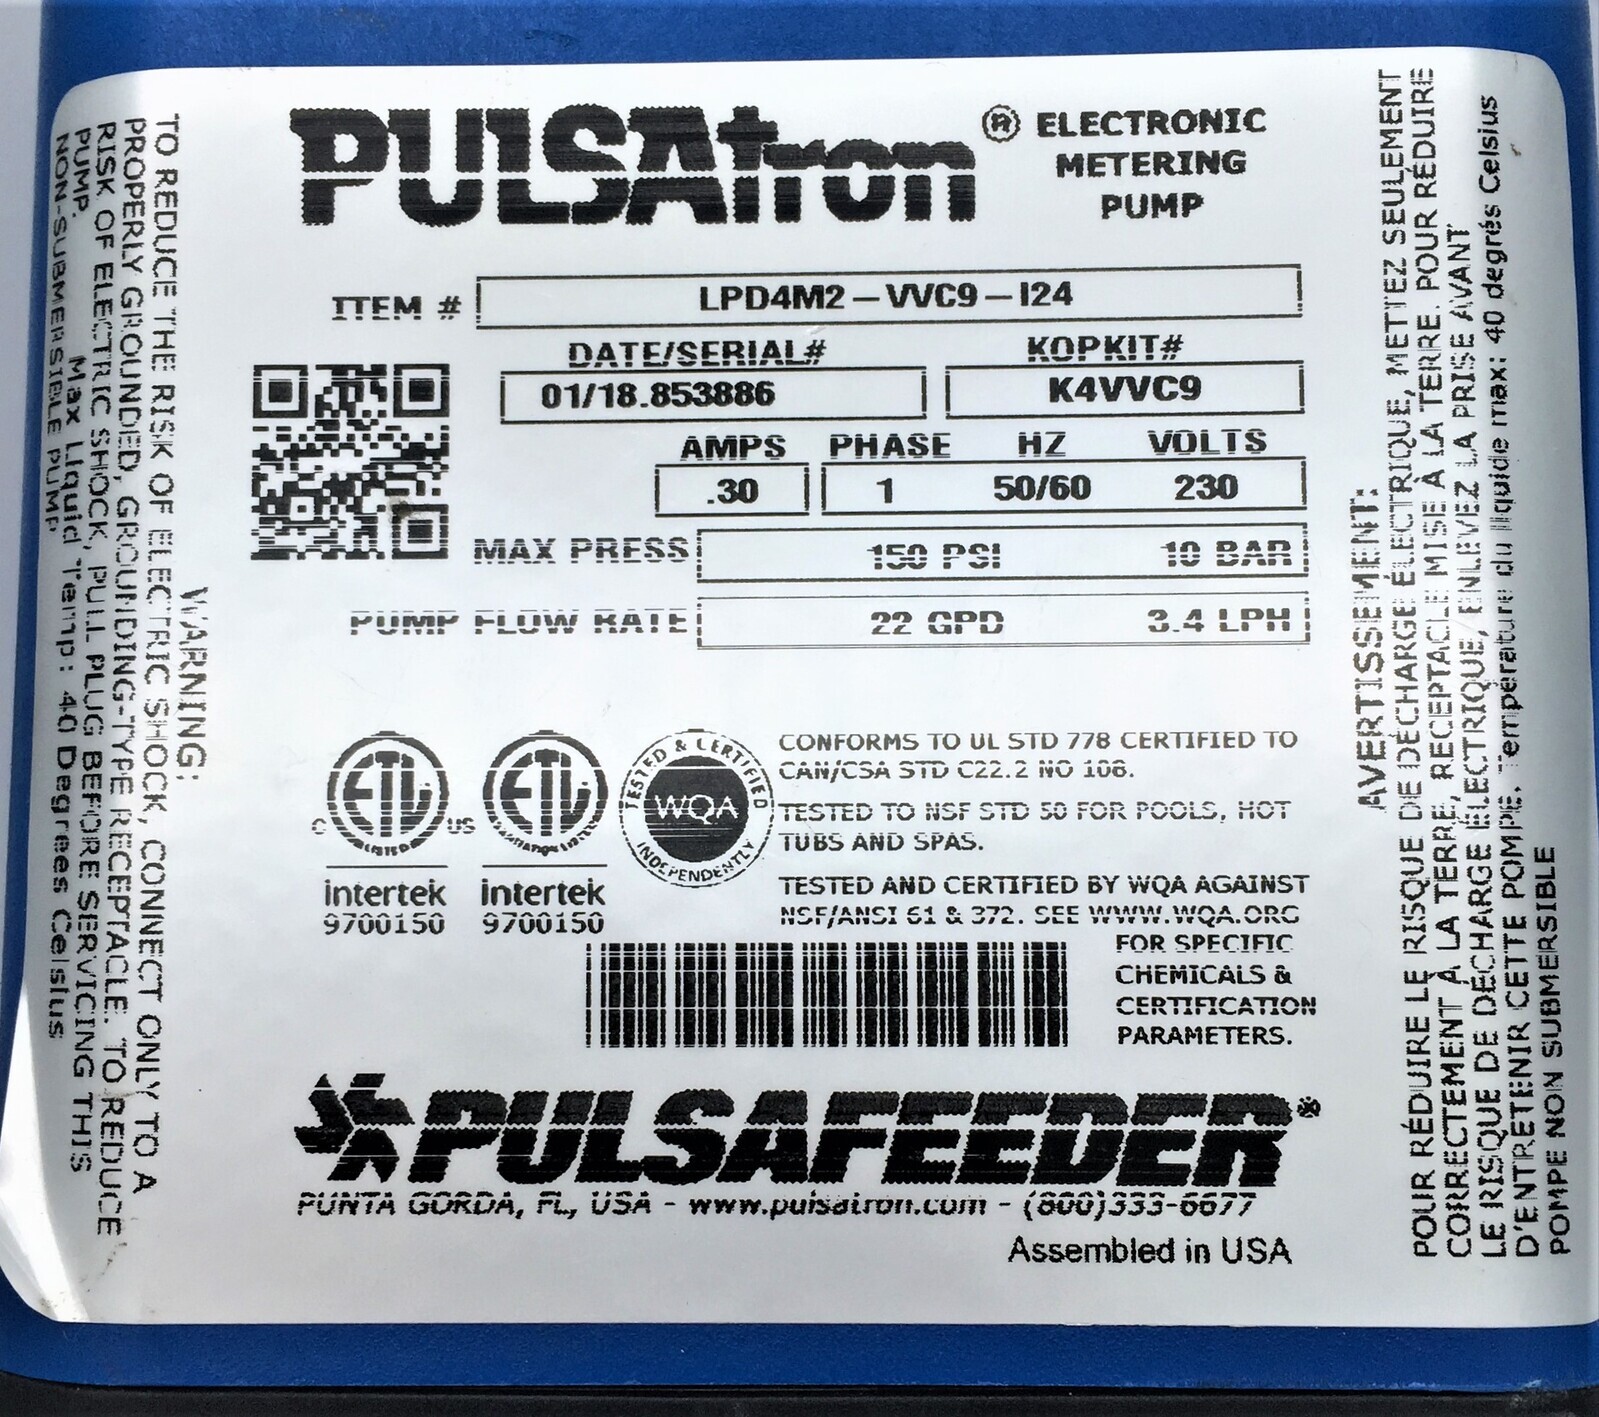 PULSAtron® ELECTRONIC
METERING
PUMP
ITEM # LPD4M2-VVC9-I24
DATE/SERIAL# KOPKIT#
01/18.853886 K4VVC9
AMPS PHASE HZ VOLTS
.30 1 50/60 230
MAX PRESS 150 PSI 10 BAR
PUMP FLOW RATE 22 GPD 3.4 LPH
C ETL US
LISTED
intertek
9700150
ETL
SANITATION LISTED
intertek
9700150
TESTED & CERTIFIED
WQA
INDEPENDENTLY
CONFORMS TO UL STD 778 CERTIFIED TO
CAN/CSA STD C22.2 NO 108.
TESTED TO NSF STD 50 FOR POOLS, HOT
TUBS AND SPAS.
TESTED AND CERTIFIED BY WQA AGAINST
NSF/ANSI 61 & 372. SEE WWW.WQA.ORG
FOR SPECIFIC
CHEMICALS &
CERTIFICATION
PARAMETERS.
PULSAFEEDER®
PUNTA GORDA, FL, USA - www.pulsatron.com - (800)333-6677
Assembled in USA
WARNING:
TO REDUCE THE RISK OF ELECTRIC SHOCK, CONNECT ONLY TO A
PROPERLY GROUNDED, GROUNDING-TYPE RECEPTACLE. TO REDUCE
RISK OF ELECTRIC SHOCK, PULL PLUG BEFORE SERVICING THIS
PUMP. Max Liquid Temp: 40 Degrees Celsius
NON-SUBMERSIBLE PUMP.
AVERTISSEMENT:
POUR RÉDUIRE LE RISQUE DE DÉCHARGE ÉLECTRIQUE, METTEZ SEULEMENT
CORRECTEMENT À LA TERRE, RECEPTACLE MISE À LA TERRE. POUR RÉDUIRE
LE RISQUE DE DÉCHARGE ÉLECTRIQUE, ENLEVEZ LA PRISE AVANT
D'ENTRETENIR CETTE POMPE. Température du liquide max: 40 degrés Celsius
POMPE NON SUBMERSIBLE